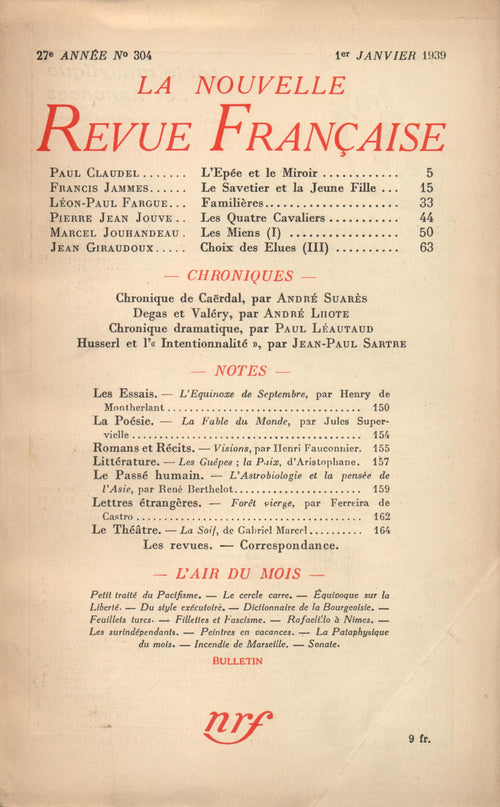 27e ANNÉE No 304 1er JANVIER 1939
LA NOUVELLE
REVUE FRANÇAISE
PAUL CLAUDEL ....... L'Epée et le Miroir ............ 5
FRANCIS JAMMES ...... Le Savetier et la Jeune Fille ... 15
LÉON-PAUL FARGUE... Familières..................... 33
PIERRE JEAN JOUVE .. Les Quatre Cavaliers ........... 44
MARCEL JOUHANDEAU . Les Miens (I) ................. 50
JEAN GIRAUDOUX ..... Choix des Elues (III) .......... 63
— CHRONIQUES —
Chronique de Caërdal, par ANDRÉ SUARÈS
Degas et Valéry, par ANDRÉ LHOTE
Chronique dramatique, par PAUL LÉAUTAUD
Husserl et l'« Intentionnalité », par JEAN-PAUL SARTRE
— NOTES —
Les Essais. — L'Equinoxe de Septembre, par Henry de
Montherlant ........................................ 150
La Poésie. — La Fable du Monde, par Jules Super-
vielle ............................................. 154
Romans et Récits. — Visions, par Henri Fauconnier. 155
Littérature. — Les Guêpes ; la Paix, d'Aristophane. 157
Le Passé humain. — L'Astrobiologie et la pensée de
l'Asie, par René Berthelot ......................... 159
Lettres étrangères. — Forêt vierge, par Ferreira de
Castro ............................................. 162
Le Théâtre. — La Soif, de Gabriel Marcel .......... 164
Les revues. — Correspondance.
— L'AIR DU MOIS —
Petit traité du Pacifisme. — Le cercle carre. — Équivoque sur la
Liberté. — Du style exécutoire. — Dictionnaire de la Bourgeoisie. —
Feuillets turcs. — Fillettes et Fascisme. — Rafaelillo à Nîmes. —
Les surindépendants. — Peintres en vacances. — La Pataphysique
du mois. — Incendie de Marseille. — Sonate.
BULLETIN
nrf
9 fr.